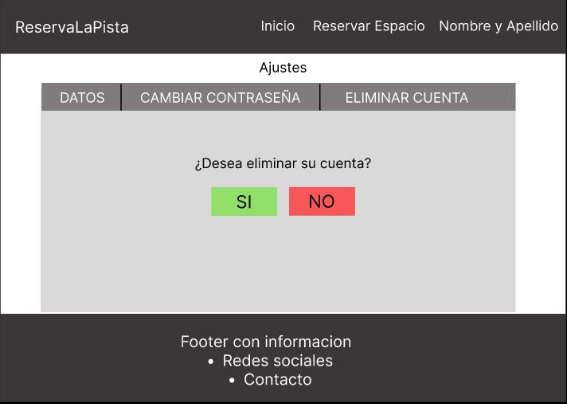 ReservaLaPista Inicio Reservar Espacio Nombre y Apellido
Ajustes
DATOS CAMBIAR CONTRASEÑA ELIMINAR CUENTA
¿Desea eliminar su cuenta?
SI NO
Footer con informacion
• Redes sociales
• Contacto